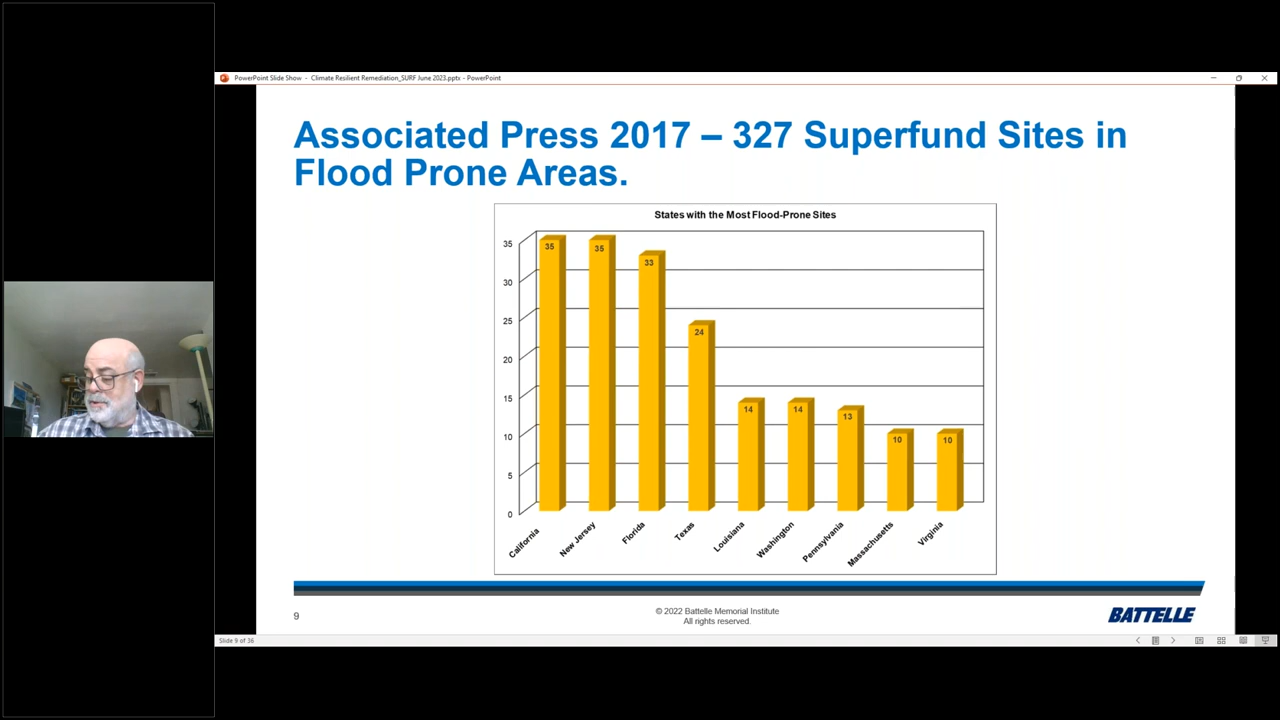 PowerPoint Slide Show - Climate Resilient Remediation_SURF June 2023.pptx - PowerPoint
Associated Press 2017 – 327 Superfund Sites in
Flood Prone Areas.
States with the Most Flood-Prone Sites
35
30
25
20
15
10
5
0
35
35
33
24
14
14
13
10
10
California
New Jersey
Florida
Texas
Louisiana
Washington
Pennsylvania
Massachusetts
Virginia
9
© 2022 Battelle Memorial Institute
All rights reserved.
BATTELLE
Slide 9 of 36